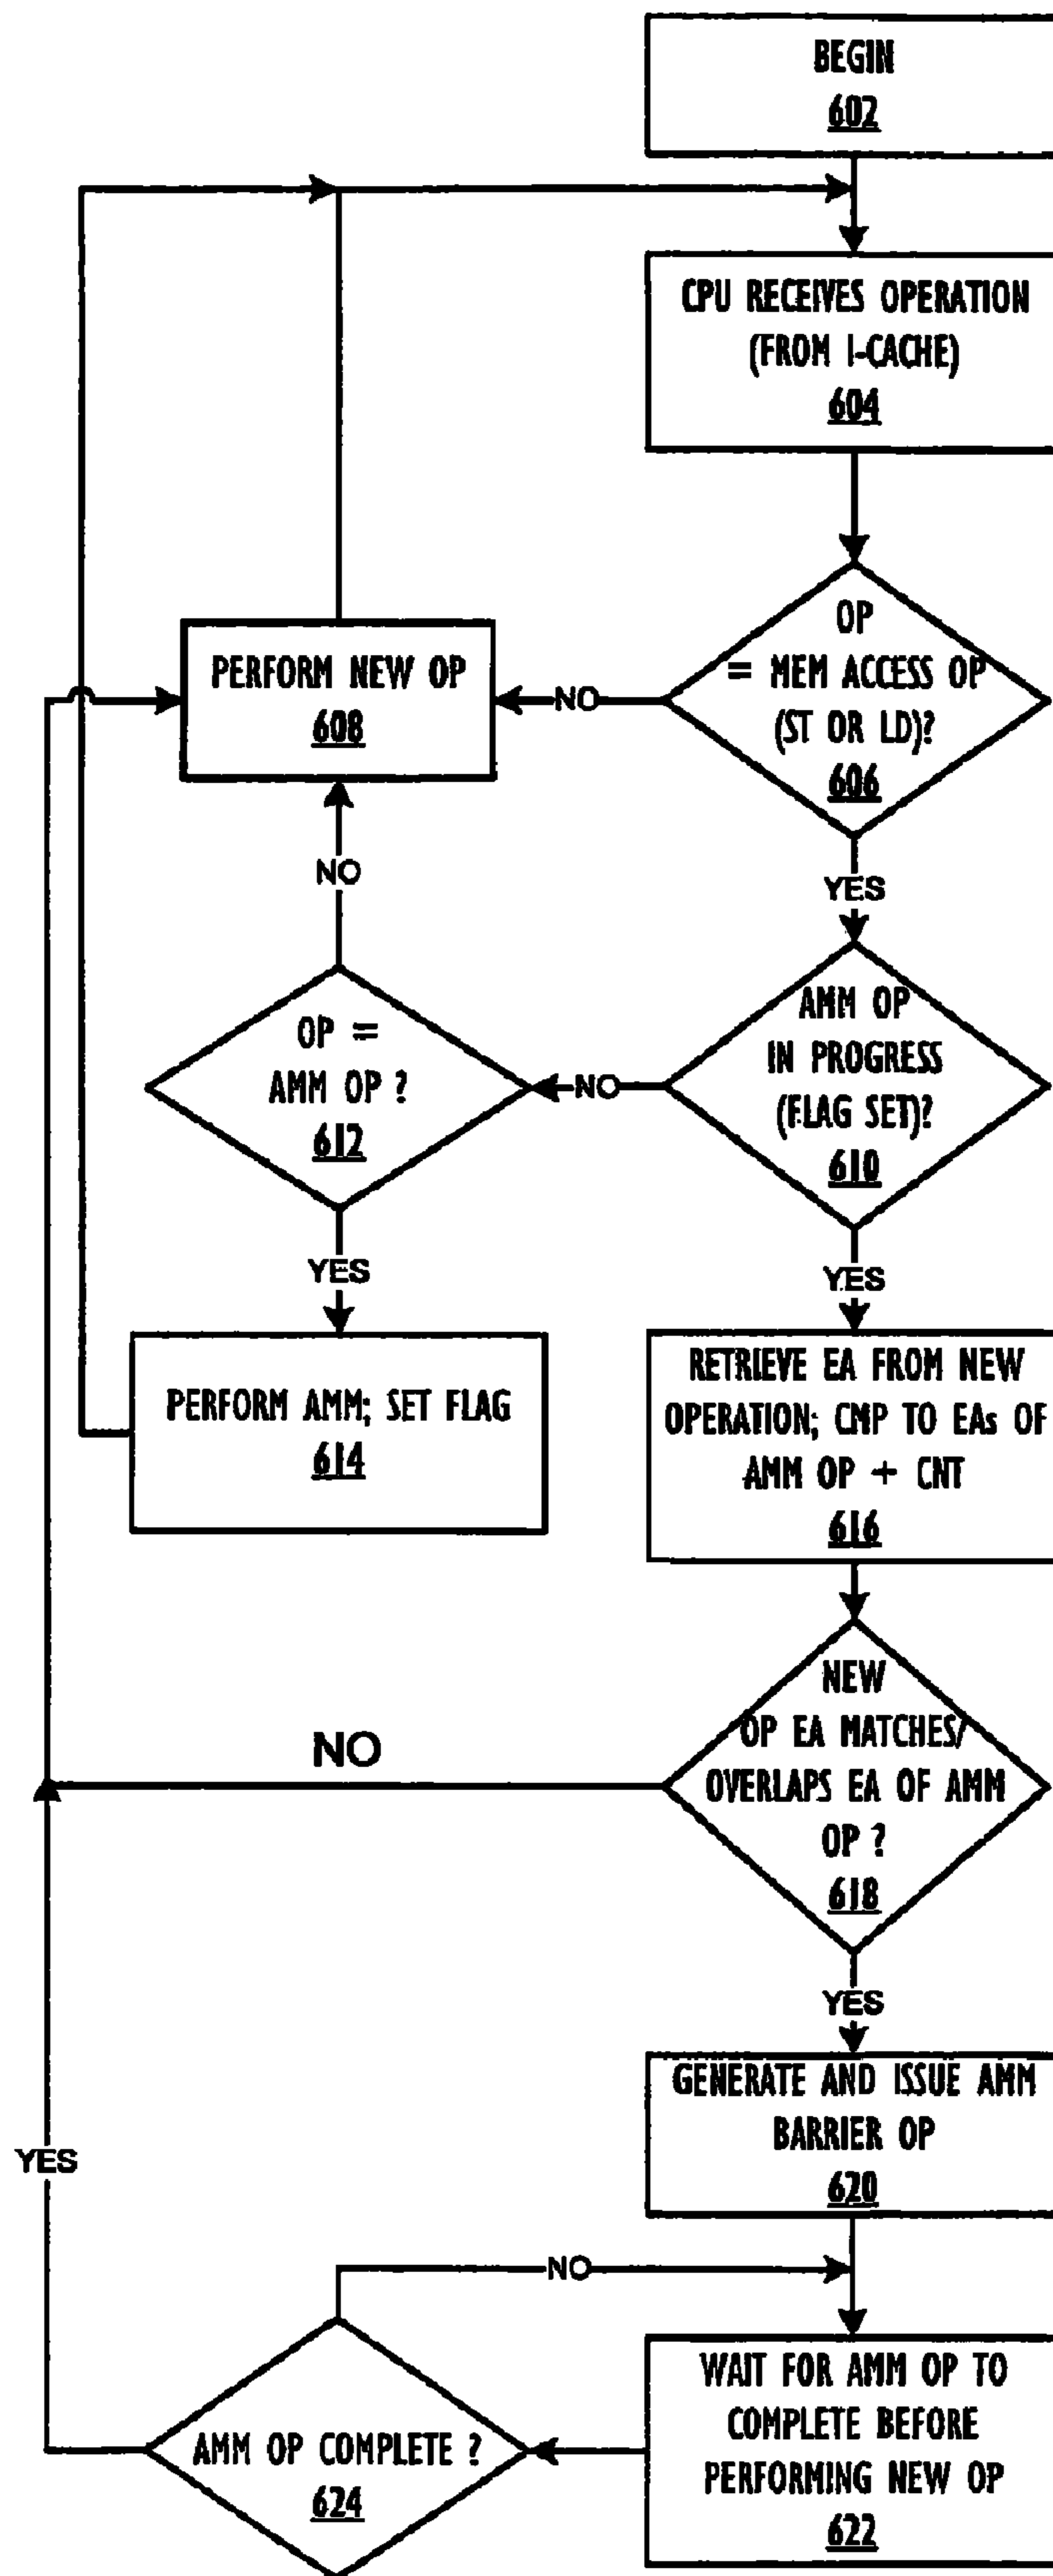 BEGIN
602
CPU RECEIVES OPERATION
(FROM I-CACHE)
604
OP
= MEM ACCESS OP
(ST OR LD)?
606
NO
PERFORM NEW OP
608
YES
NO
AMM OP
IN PROGRESS
(FLAG SET)?
610
NO
OP =
AMM OP ?
612
YES
YES
PERFORM AMM; SET FLAG
614
RETRIEVE EA FROM NEW
OPERATION; CMP TO EAs OF
AMM OP + CNT
616
NEW
OP EA MATCHES/
OVERLAPS EA OF AMM
OP ?
618
NO
YES
GENERATE AND ISSUE AMM
BARRIER OP
620
YES
NO
WAIT FOR AMM OP TO
COMPLETE BEFORE
PERFORMING NEW OP
622
AMM OP COMPLETE ?
624